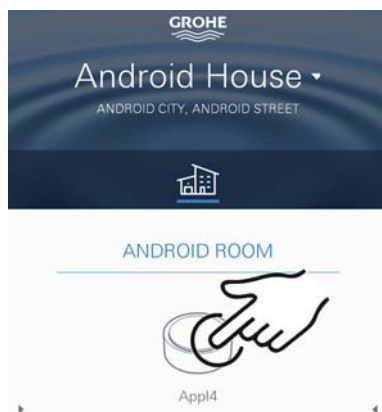 GROHE
Android House
ANDROID CITY, ANDROID STREET
ANDROID ROOM
Appl4